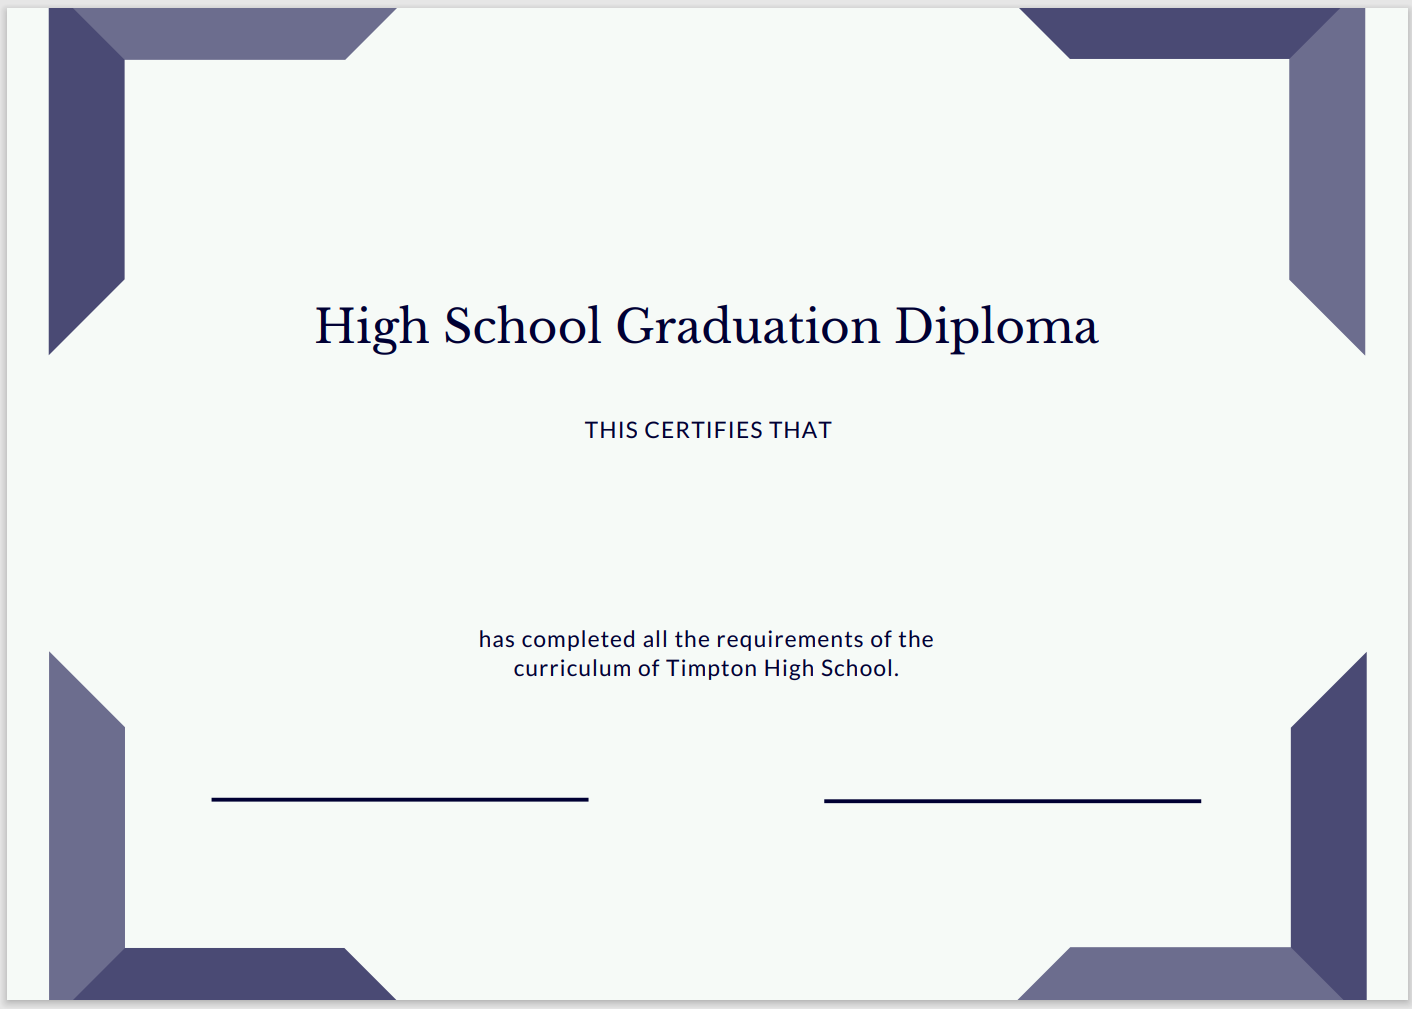 High School Graduation Diploma
THIS CERTIFIES THAT
has completed all the requirements of the
curriculum of Timpton High School.